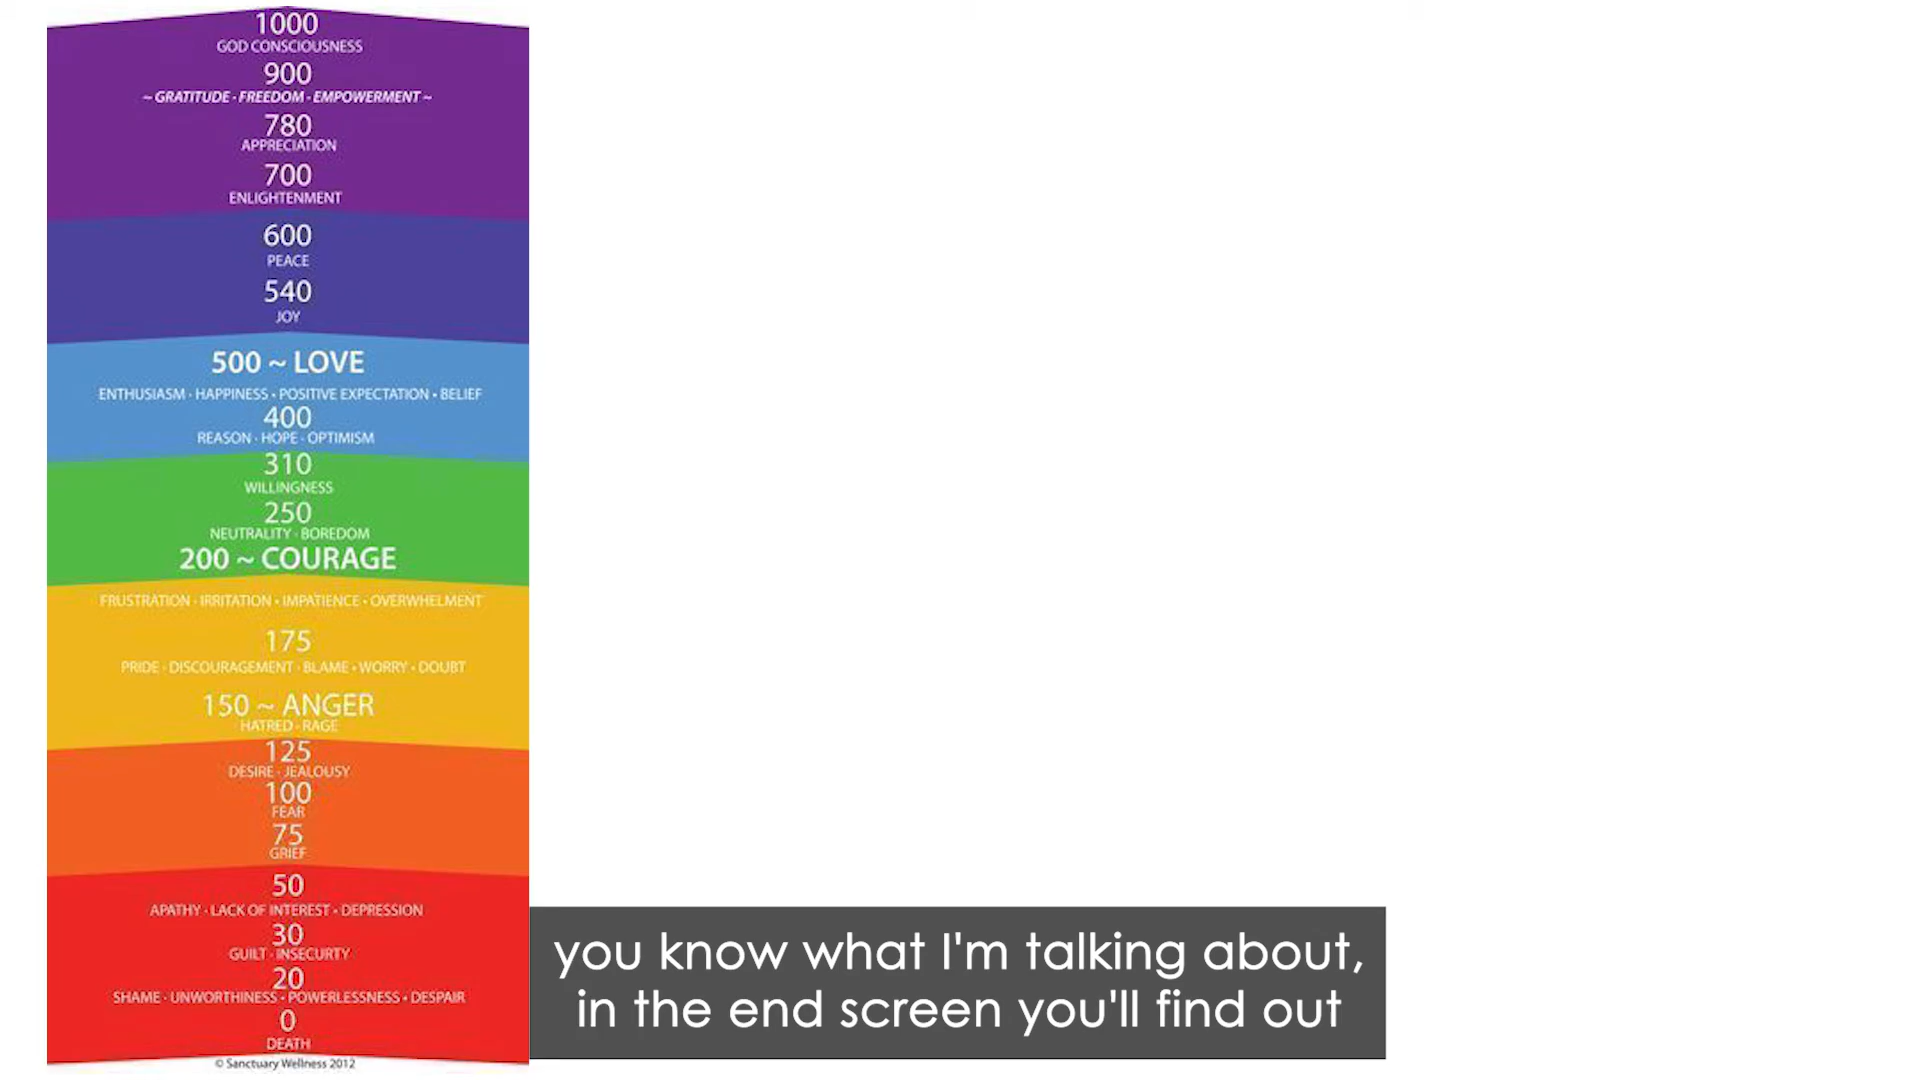 1000
GOD CONSCIOUSNESS
900
~ GRATITUDE · FREEDOM · EMPOWERMENT ~
780
APPRECIATION
700
ENLIGHTENMENT
600
PEACE
540
JOY
500 ~ LOVE
ENTHUSIASM · HAPPINESS • POSITIVE EXPECTATION • BELIEF
400
REASON · HOPE · OPTIMISM
310
WILLINGNESS
250
NEUTRALITY · BOREDOM
200 ~ COURAGE
FRUSTRATION · IRRITATION • IMPATIENCE • OVERWHELMENT
175
PRIDE · DISCOURAGEMENT · BLAME • WORRY • DOUBT
150 ~ ANGER
HATRED · RAGE
125
DESIRE · JEALOUSY
100
FEAR
75
GRIEF
50
APATHY · LACK OF INTEREST • DEPRESSION
30
GUILT · INSECURTY
20
SHAME · UNWORTHINESS • POWERLESSNESS • DESPAIR
0
DEATH
© Sanctuary Wellness 2012
you know what I'm talking about,
in the end screen you'll find out